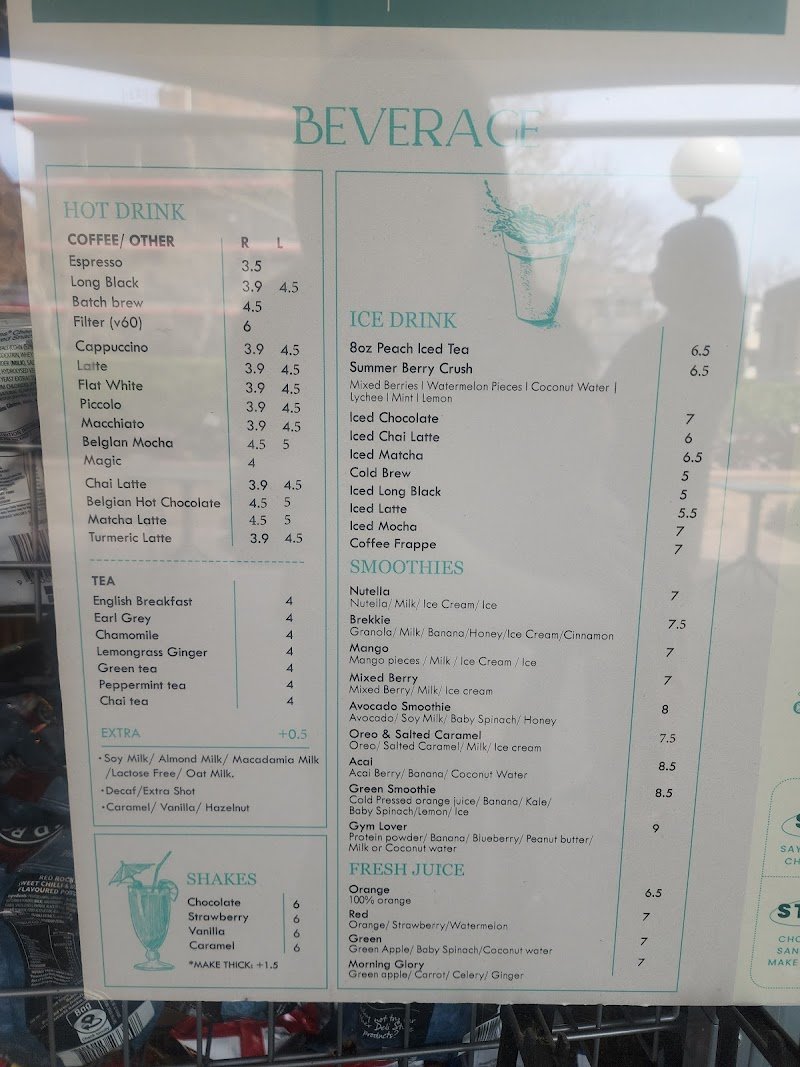 BEVERAGE
HOT DRINK
COFFEE/ OTHER R L
Espresso 3.5
Long Black 3.9 4.5
Batch brew 4.5
Filter (v60) 6
Cappuccino 3.9 4.5
Latte 3.9 4.5
Flat White 3.9 4.5
Piccolo 3.9 4.5
Macchiato 3.9 4.5
Belgian Mocha 4.5 5
Magic 4
Chai Latte 3.9 4.5
Belgian Hot Chocolate 4.5 5
Matcha Latte 4.5 5
Turmeric Latte 3.9 4.5
TEA
English Breakfast 4
Earl Grey 4
Chamomile 4
Lemongrass Ginger 4
Green tea 4
Peppermint tea 4
Chai tea 4
EXTRA +0.5
•Soy Milk/ Almond Milk/ Macadamia Milk
/Lactose Free/ Oat Milk.
•Decaf/Extra Shot
•Caramel/ Vanilla/ Hazelnut
SHAKES
Chocolate 6
Strawberry 6
Vanilla 6
Caramel 6
*MAKE THICK: +1.5
ICE DRINK
8oz Peach Iced Tea 6.5
Summer Berry Crush 6.5
Mixed Berries | Watermelon Pieces | Coconut Water |
Lychee | Mint | Lemon
Iced Chocolate 7
Iced Chai Latte 6
Iced Matcha 6.5
Cold Brew 5
Iced Long Black 5
Iced Latte 5.5
Iced Mocha 7
Coffee Frappe 7
SMOOTHIES
Nutella 7
Nutella/ Milk/ Ice Cream/ Ice
Brekkie 7.5
Granola/ Milk/ Banana/Honey/Ice Cream/Cinnamon
Mango 7
Mango pieces / Milk / Ice Cream / Ice
Mixed Berry 7
Mixed Berry/ Milk/ Ice cream
Avocado Smoothie 8
Avocado/ Soy Milk/ Baby Spinach/ Honey
Oreo & Salted Caramel 7.5
Oreo/ Salted Caramel/ Milk/ Ice cream
Acai 8.5
Acai Berry/ Banana/ Coconut Water
Green Smoothie 8.5
Cold Pressed orange juice/ Banana/ Kale/
Baby Spinach/Lemon/ Ice
Gym Lover 9
Protein powder/ Banana/ Blueberry/ Peanut butter/
Milk or Coconut water
FRESH JUICE
Orange 6.5
100% orange
Red 7
Orange/ Strawberry/Watermelon
Green 7
Green Apple/ Baby Spinach/Coconut water
Morning Glory 7
Green apple/ Carrot/ Celery/ Ginger
SAY
CH
ST
CHO
SAN
MAKE
RED ROCK
SWEET CHILLI &
FLAVOURED